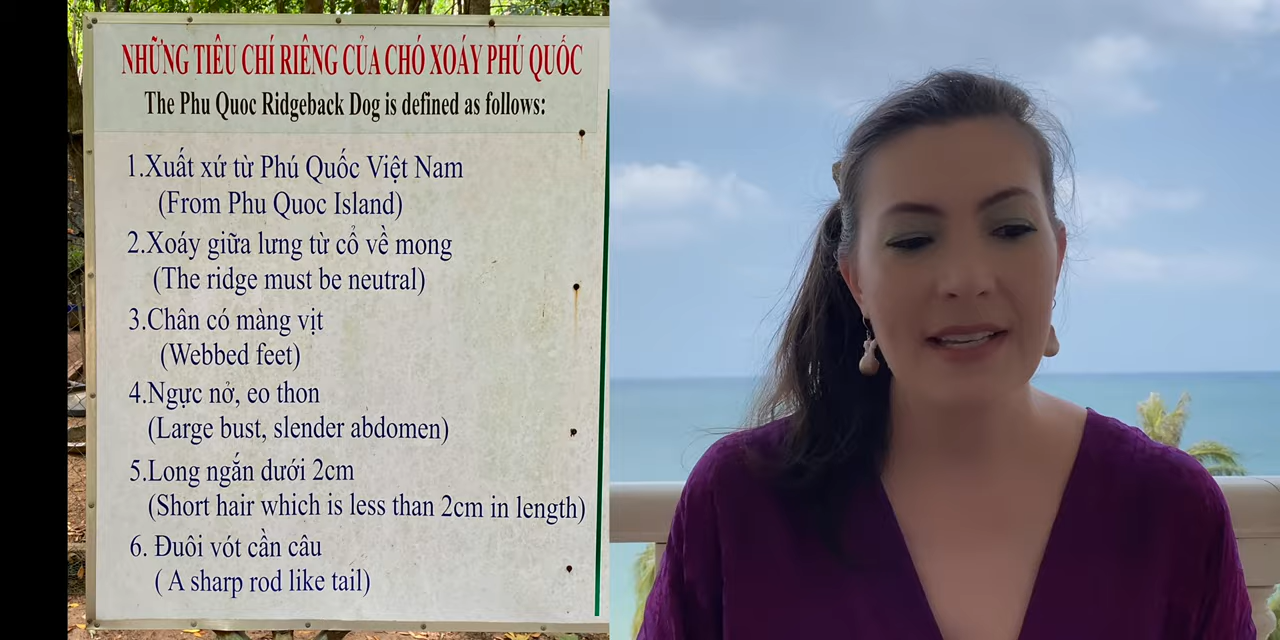 NHỮNG TIÊU CHÍ RIÊNG CỦA CHÓ XOÁY PHÚ QUỐC
The Phu Quoc Ridgeback Dog is defined as follows:
1.Xuất xứ từ Phú Quốc Việt Nam
(From Phu Quoc Island)
2.Xoáy giữa lưng từ cổ về mong
(The ridge must be neutral)
3.Chân có màng vịt
(Webbed feet)
4.Ngực nở, eo thon
(Large bust, slender abdomen)
5.Long ngắn dưới 2cm
(Short hair which is less than 2cm in length)
6. Đuôi vót cần câu
( A sharp rod like tail)